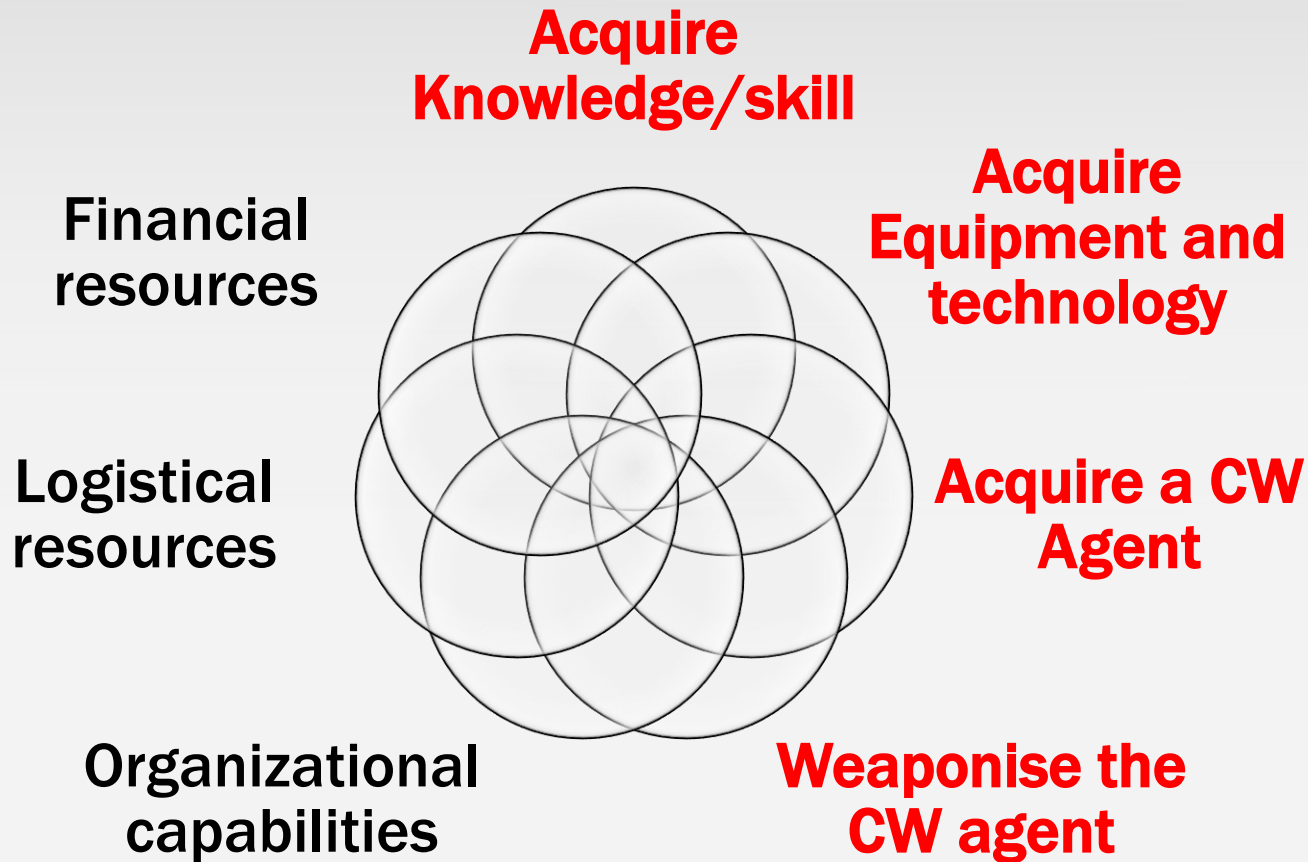 Acquire
Knowledge/skill
Acquire
Equipment and
technology
Acquire a CW
Agent
Weaponise the
CW agent
Organizational
capabilities
Logistical
resources
Financial
resources